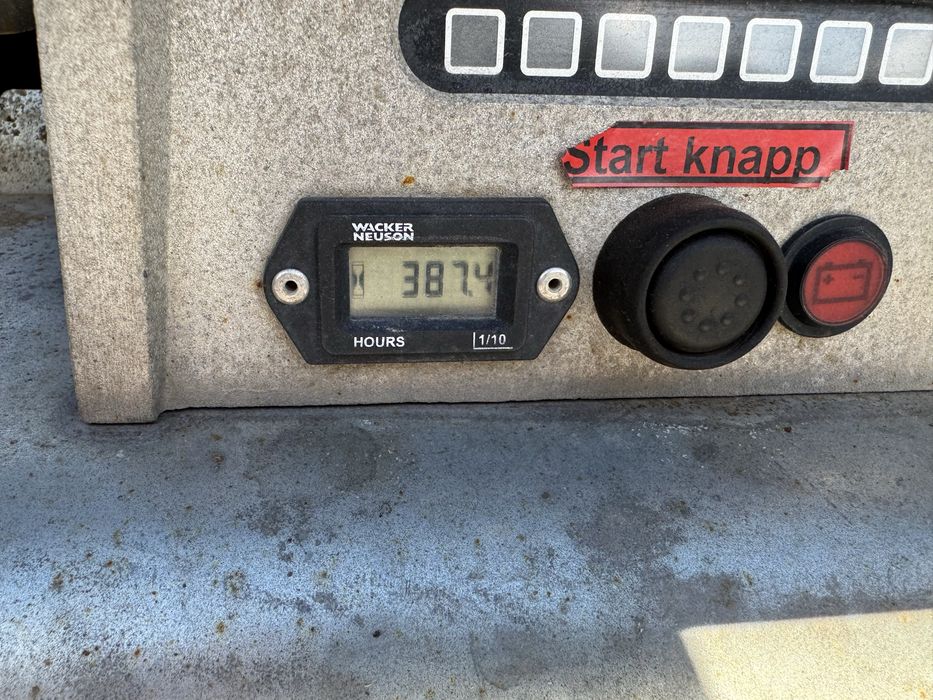 Start knapp
WACKER
NEUSON
387.4
HOURS 1/10